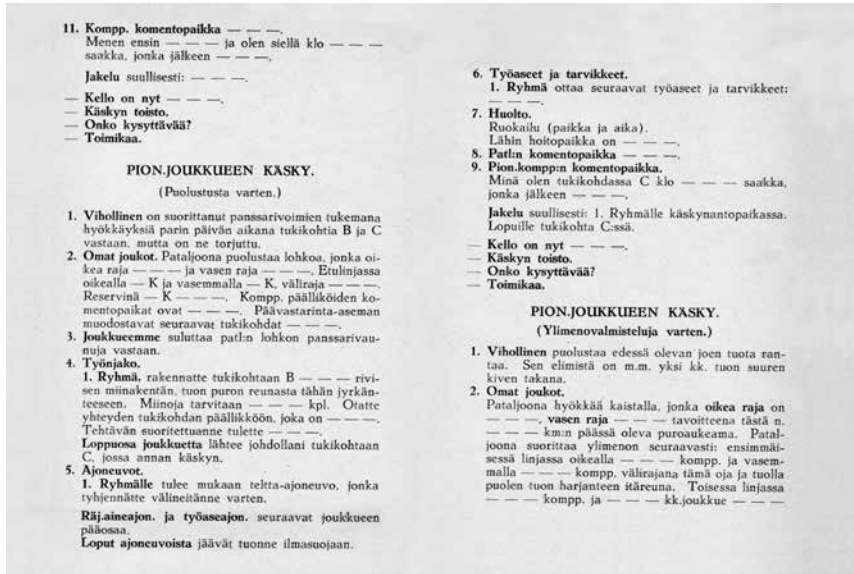 11. Kompp. komentopaikka — — —.
Menen ensin — — — ja olen siellä klo — — —
saakka, jonka jälkeen — — —.
Jakelu suullisesti: — — —.
— Kello on nyt — — —.
— Käskyn toisto.
— Onko kysyttävää?
— Toimikaa.
PION.JOUKKUEEN KÄSKY.
(Puolustusta varten.)
1. Vihollinen on suorittanut panssarivoimien tukemana
hyökkäyksiä parin päivän aikana tukikohtia B ja C
vastaan, mutta on ne torjuttu.
2. Omat joukot. Pataljoona puolustaa lohkoa, jonka oi-
kea raja — — — ja vasen raja — — —. Etulinjassa
oikealla — K ja vasemmalla — K, väliraja — — —.
Reservinä — K — — —. Kompp. päälliköiden ko-
mentopaikat ovat — — —. Päävastarinta-aseman
muodostavat seuraavat tukikohdat — — —.
3. Joukkueemme suluttaa patl:n lohkon panssarivau-
nuja vastaan.
4. Työnjako.
1. Ryhmä, rakennatte tukikohtaan B — — — rivi-
sen miinakentän, tuon puron reunasta tähän jyrkän-
teeseen. Miinoja tarvitaan — — — kpl. Otatte
yhteyden tukikohdan päällikköön, joka on — — —.
Tehtävän suoritettuanne tulette — — —.
Loppuosa joukkuetta lähtee johdollani tukikohtaan
C, jossa annan käskyn.
5. Ajoneuvot.
1. Ryhmälle tulee mukaan teltta-ajoneuvo, jonka
tyhjennätte välineitänne varten.
Räj.aineajon. ja työaseajon. seuraavat joukkueen
pääosaa.
Loput ajoneuvoista jäävät tuonne ilmasuojaan.
6. Työaseet ja tarvikkeet.
1. Ryhmä ottaa seuraavat työaseet ja tarvikkeet:
— — —.
7. Huolto.
Ruokailu (paikka ja aika).
Lähin hoitopaikka on — — —.
8. Patl:n komentopaikka — — —.
9. Pion.kompp:n komentopaikka.
Minä olen tukikohdassa C klo — — — saakka,
jonka jälkeen — — —.
Jakelu suullisesti: 1. Ryhmälle käskynantopaikassa.
Lopuille tukikohta C:ssä.
— Kello on nyt — — —.
— Käskyn toisto.
— Onko kysyttävää?
— Toimikaa.
PION.JOUKKUEEN KÄSKY.
(Ylimenovalmisteluja varten.)
1. Vihollinen puolustaa edessä olevan joen tuota ran-
taa. Sen elimistä on m.m. yksi kk. tuon suuren
kiven takana.
2. Omat joukot.
Pataljoona hyökkää kaistalla, jonka oikea raja on
— — —, vasen raja — — — tavoitteena tästä n.
— — — km:n päässä oleva puroaukeama. Patal-
joona suorittaa ylimenon seuraavasti: ensimmäi-
sessä linjassa oikealla — — — kompp. ja vasem-
malla — — — kompp. välirajana tämä oja ja tuolla
puolen tuon harjanteen itäreuna. Toisessa linjassa
— — — kompp. ja — — — kk.joukkue — — —